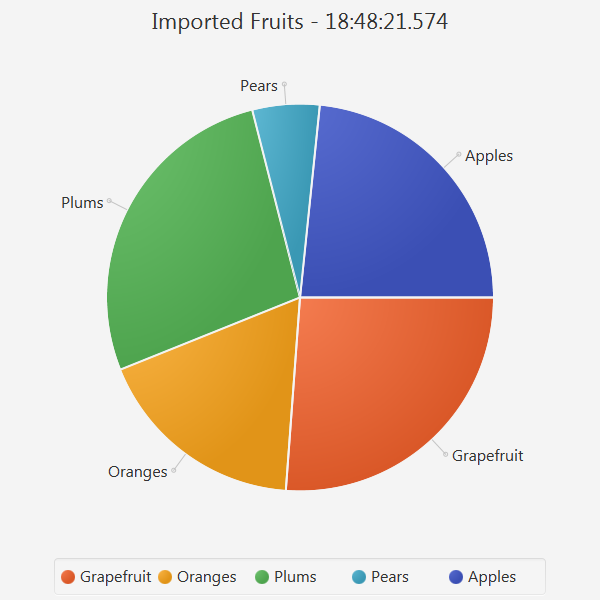 Imported Fruits - 18:48:21.574
Pears
Apples
Plums
Grapefruit
Oranges
Grapefruit Oranges Plums Pears Apples